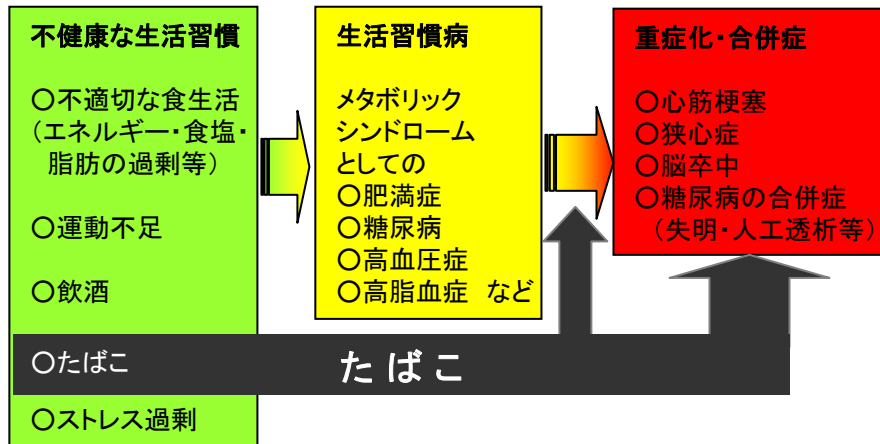 不健康な生活習慣
○不適切な食生活
(エネルギー・食塩・
脂肪の過剰等)
○運動不足
○飲酒
○たばこ
○ストレス過剰
生活習慣病
メタボリック
シンドローム
としての
○肥満症
○糖尿病
○高血圧症
○高脂血症 など
重症化・合併症
○心筋梗塞
○狭心症
○脳卒中
○糖尿病の合併症
(失明・人工透析等)
たばこ